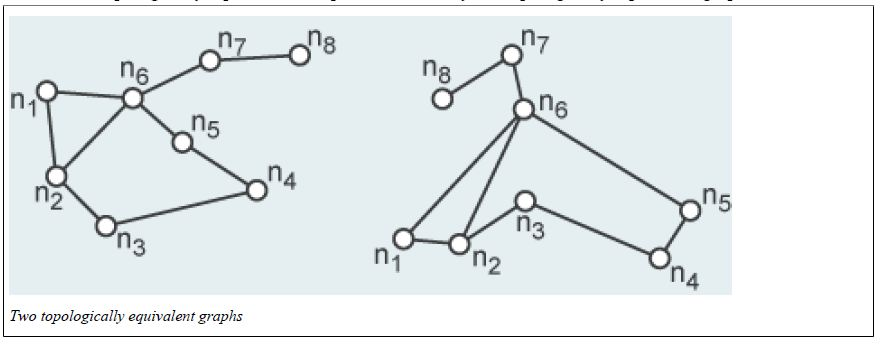 n7 n8
n6
n1
n5
n4
n2
n3
n7
n8
n6
n5
n3
n1 n2
n4
Two topologically equivalent graphs